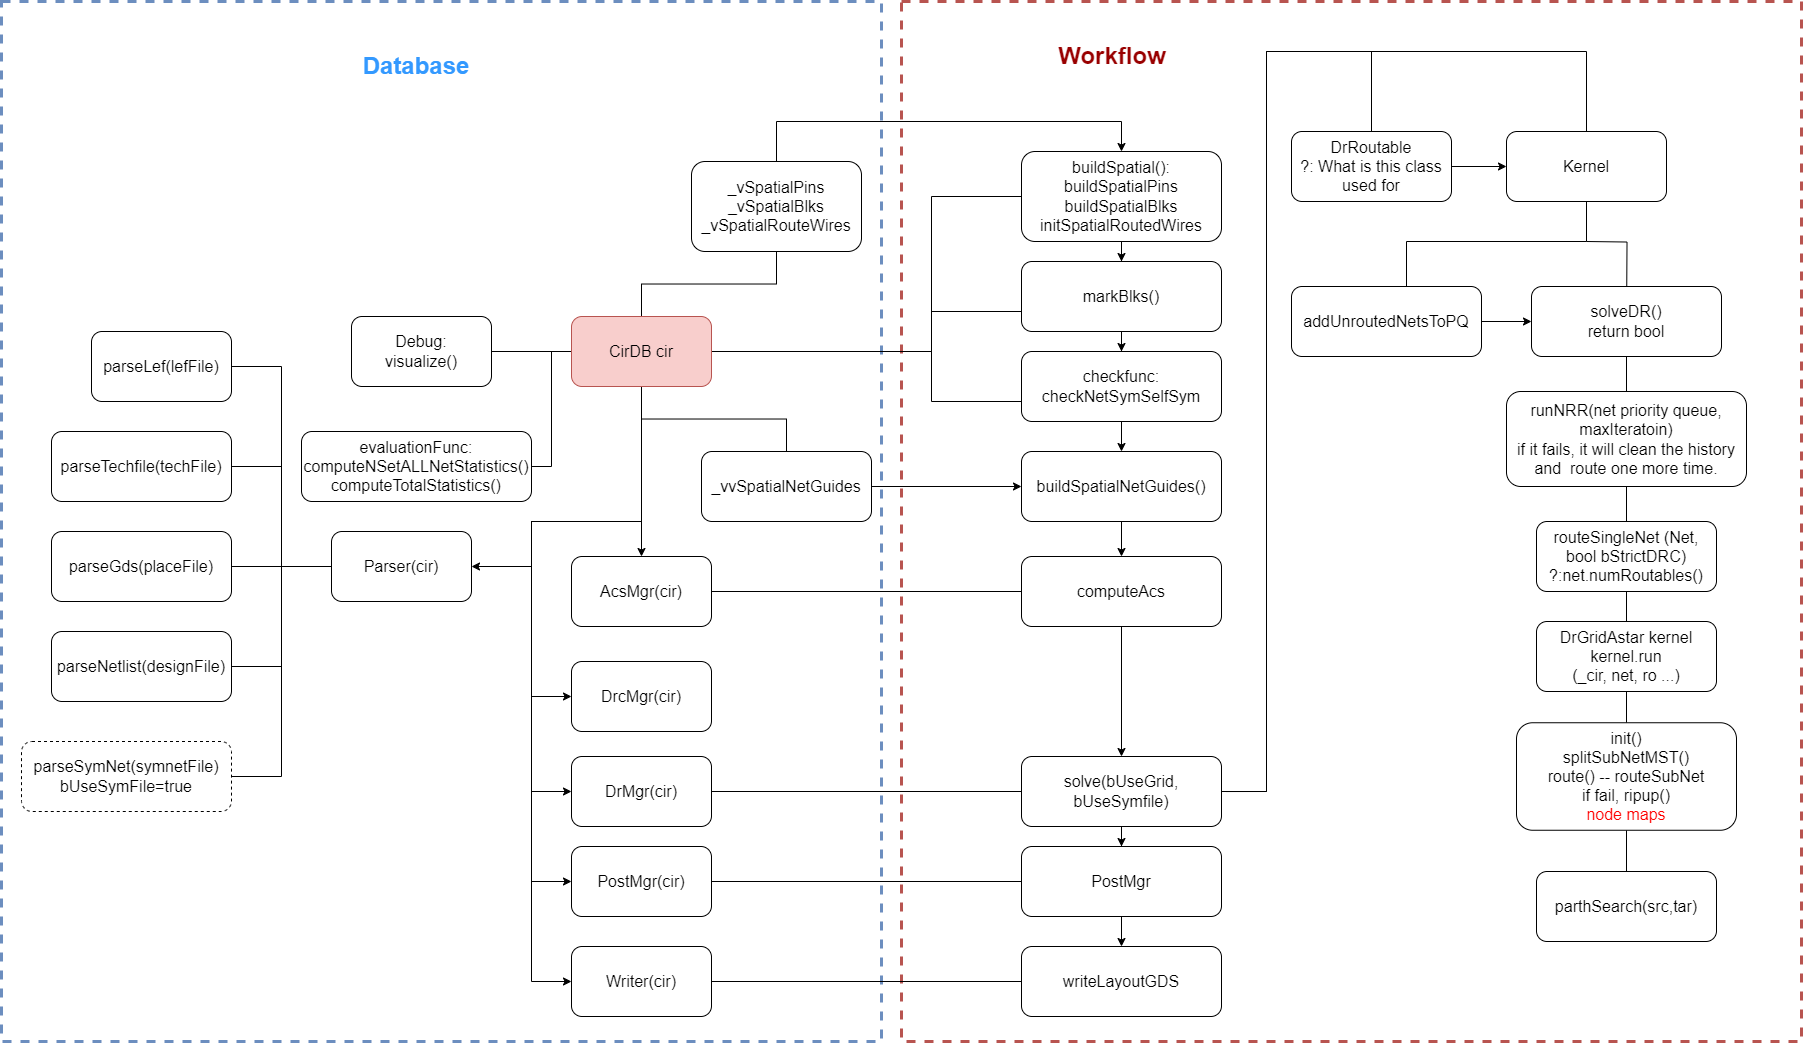 Database
Workflow
_vSpatialPins
_vSpatialBlks
_vSpatialRouteWires
Debug:
visualize()
CirDB cir
parseLef(lefFile)
evaluationFunc:
computeNSetALLNetStatistics()
computeTotalStatistics()
parseTechfile(techFile)
_vvSpatialNetGuides
parseGds(placeFile)
Parser(cir)
AcsMgr(cir)
parseNetlist(designFile)
DrcMgr(cir)
parseSymNet(symnetFile)
bUseSymFile=true
DrMgr(cir)
PostMgr(cir)
Writer(cir)
buildSpatial():
buildSpatialPins
buildSpatialBlks
initSpatialRoutedWires
markBlks()
checkfunc:
checkNetSymSelfSym
buildSpatialNetGuides()
computeAcs
solve(bUseGrid,
bUseSymfile)
PostMgr
writeLayoutGDS
DrRoutable
?: What is this class
used for
Kernel
addUnroutedNetsToPQ
solveDR()
return bool
runNRR(net priority queue,
maxIteratoin)
if it fails, it will clean the history
and route one more time.
routeSingleNet (Net,
bool bStrictDRC)
?:net.numRoutables()
DrGridAstar kernel
kernel.run
(_cir, net, ro ...)
init()
splitSubNetMST()
route() -- routeSubNet
if fail, ripup()
node maps
parthSearch(src,tar)